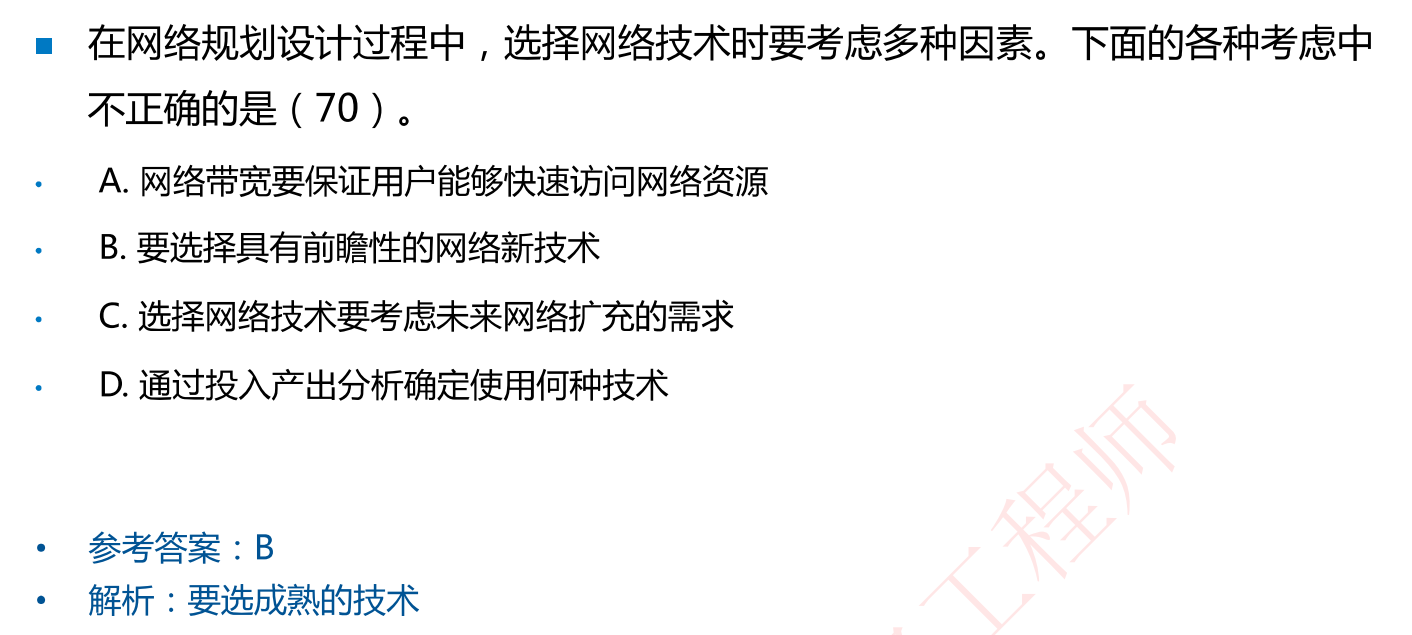 在网络规划设计过程中，选择网络技术时要考虑多种因素。下面的各种考虑中
不正确的是（70）。
A. 网络带宽要保证用户能够快速访问网络资源
B. 要选择具有前瞻性的网络新技术
C. 选择网络技术要考虑未来网络扩充的需求
D. 通过投入产出分析确定使用何种技术
参考答案：B
解析：要选成熟的技术
工程师